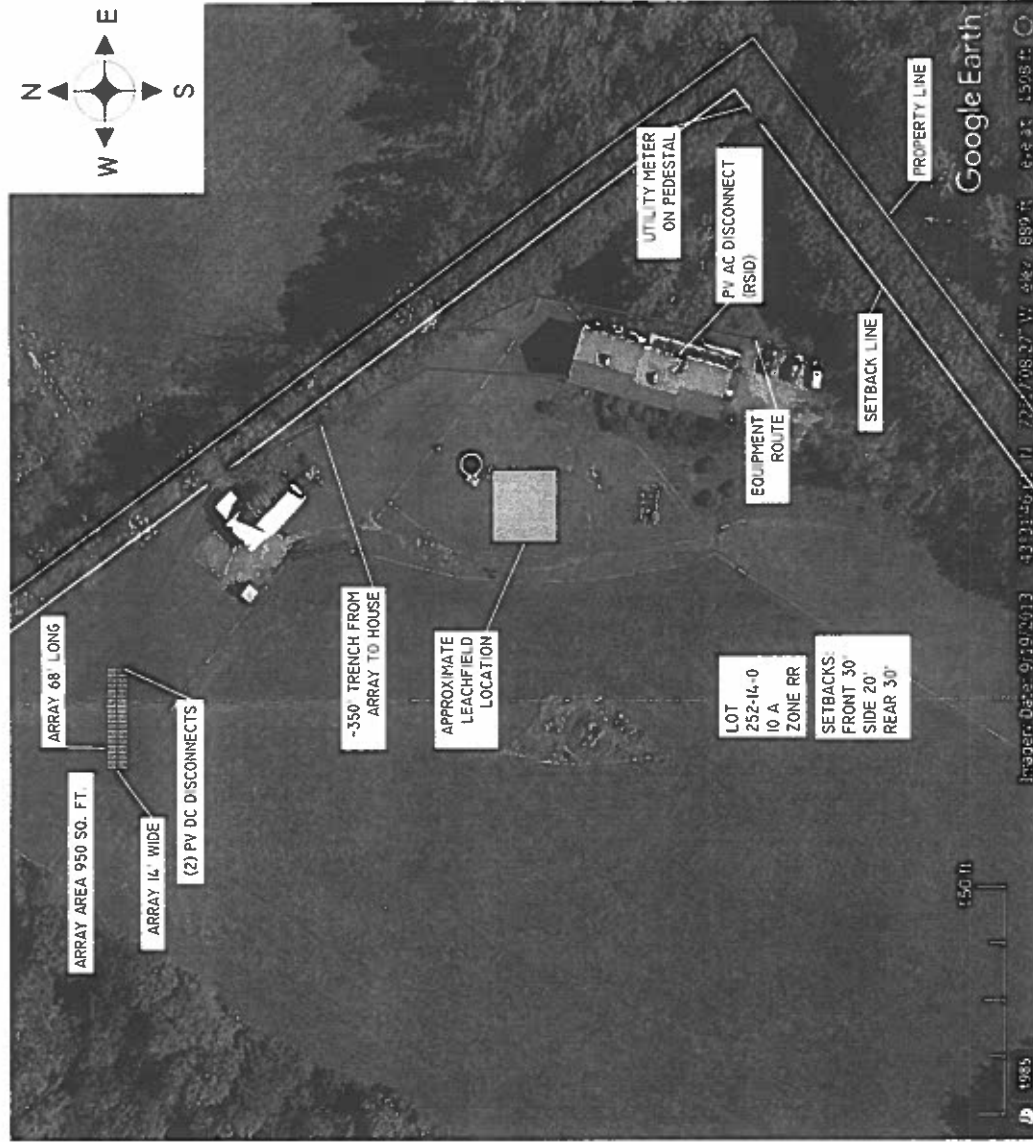 N
W
E
S
ARRAY 68' LONG
ARRAY AREA 950 SQ. FT.
ARRAY 14' WIDE
(2) PV DC DISCONNECTS
~350' TRENCH FROM
ARRAY TO HOUSE
APPROXIMATE
LEACHFIELD
LOCATION
UTILITY METER
ON PEDESTAL
PV AC DISCONNECT
(RSID)
EQUIPMENT
ROUTE
LOT
252-14-0
10 A
ZONE RR
SETBACKS:
FRONT 30'
SIDE 20'
REAR 30'
SETBACK LINE
PROPERTY LINE
Google Earth
150 ft
1985
Imagery Date: